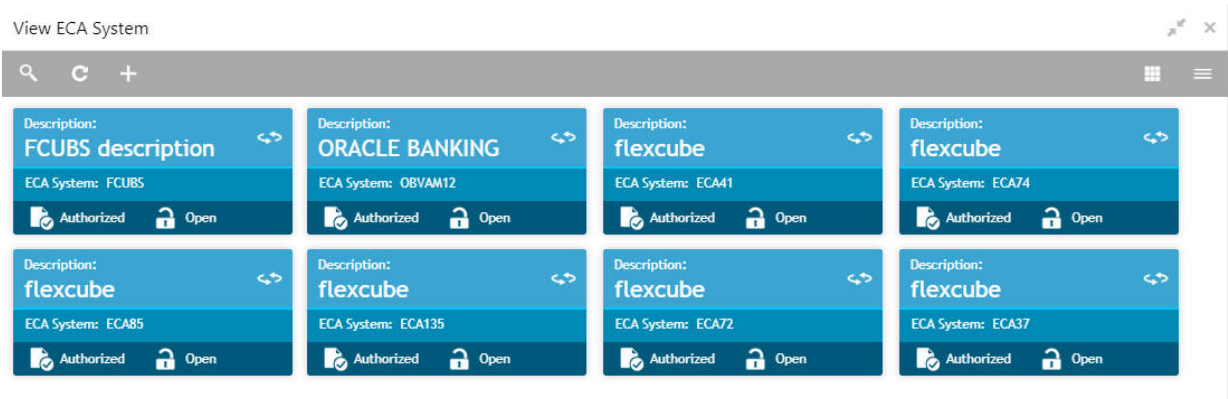 View ECA System
Description: Description: Description: Description:
FCUBS description ORACLE BANKING flexcube flexcube
ECA System: FCUBS ECA System: OBVAM12 ECA System: ECA41 ECA System: ECA74
Authorized Open Authorized Open Authorized Open Authorized Open
Description: Description: Description: Description:
flexcube flexcube flexcube flexcube
ECA System: ECA85 ECA System: ECA135 ECA System: ECA72 ECA System: ECA37
Authorized Open Authorized Open Authorized Open Authorized Open